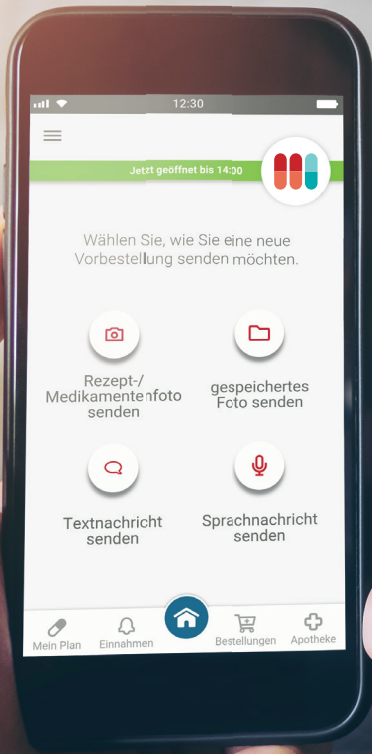 12:30
Jetzt geöffnet bis 14:00
Wählen Sie, wie Sie eine neue
Vorbestellung senden möchten.
Rezept-/
Medikamentenfoto
senden
gespeichertes
Foto senden
Textnachricht
senden
Sprachnachricht
senden
Mein Plan
Einnahmen
Bestellungen
Apotheke